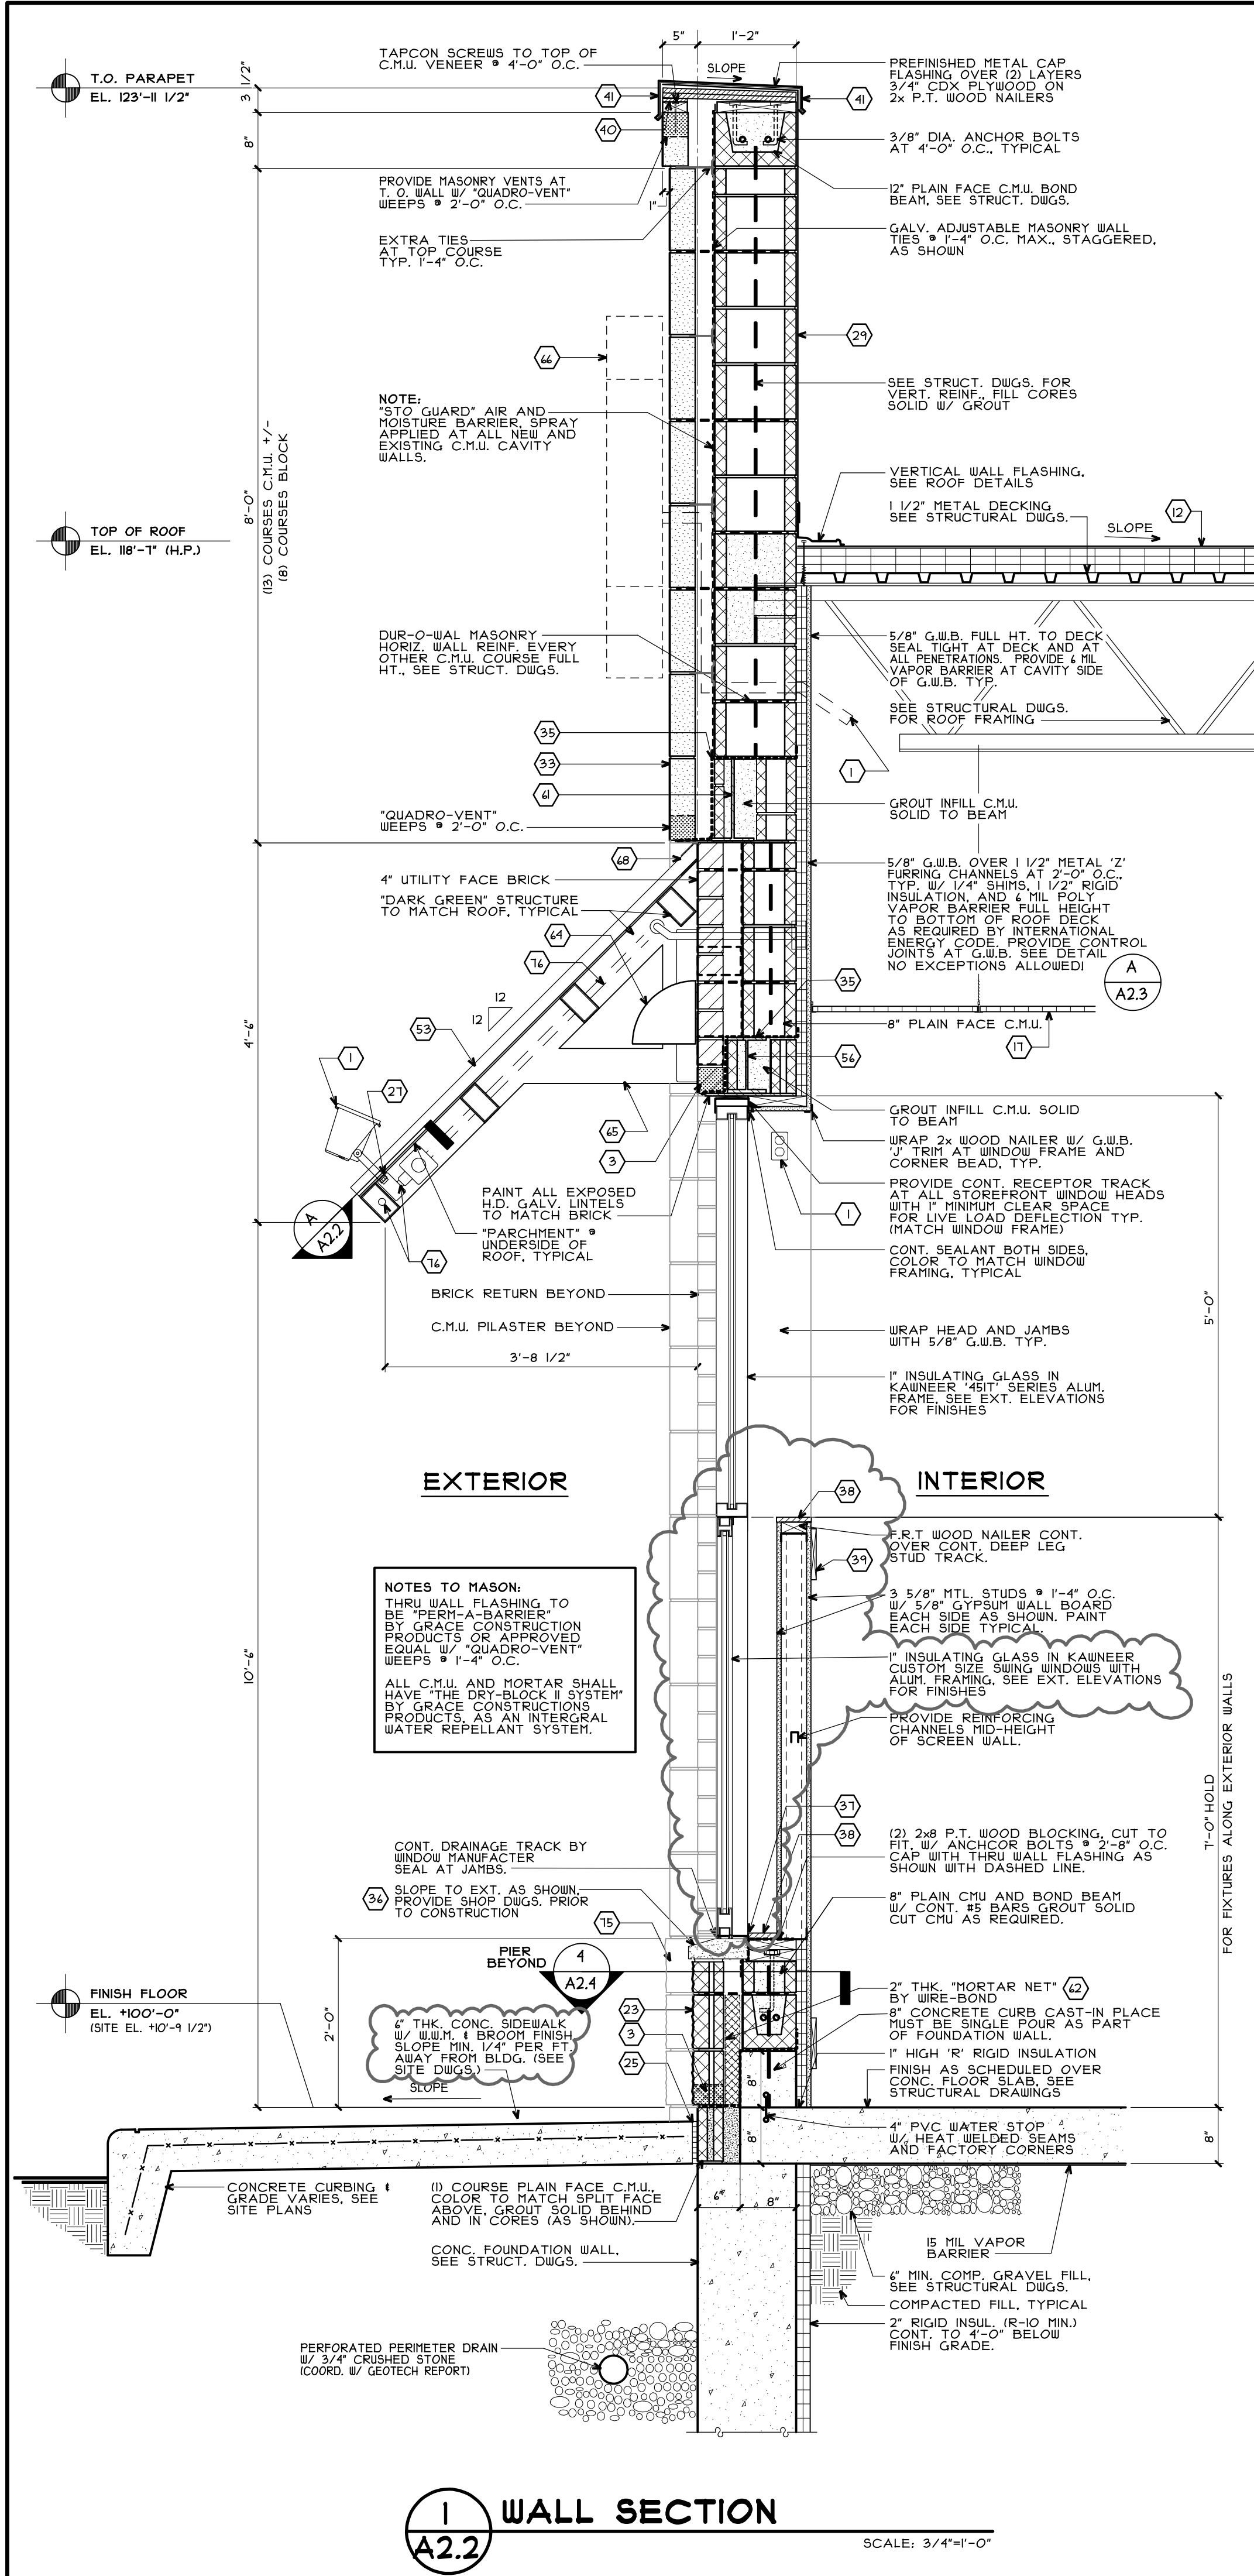 5"
1'-2"
TAPCON SCREWS TO TOP OF
C.M.U. VENEER @ 4'-0" O.C.
SLOPE
PREFINISHED METAL CAP
FLASHING OVER (2) LAYERS
3/4" CDX PLYWOOD ON
2x P.T. WOOD NAILERS
T.O. PARAPET
EL. 123'-11 1/2"
3 1/2"
41
41
40
8"
3/8" DIA. ANCHOR BOLTS
AT 4'-0" O.C., TYPICAL
PROVIDE MASONRY VENTS AT
T. O. WALL W/ "QUADRO-VENT"
WEEPS @ 2'-0" O.C.
1"
12" PLAIN FACE C.M.U. BOND
BEAM, SEE STRUCT. DWGS.
EXTRA TIES
AT TOP COURSE
TYP. 1'-4" O.C.
GALV. ADJUSTABLE MASONRY WALL
TIES @ 1'-4" O.C. MAX., STAGGERED,
AS SHOWN
29
66
SEE STRUCT. DWGS. FOR
VERT. REINF., FILL CORES
SOLID W/ GROUT
NOTE:
"STO GUARD" AIR AND
MOISTURE BARRIER, SPRAY
APPLIED AT ALL NEW AND
EXISTING C.M.U. CAVITY
WALLS.
8'-0"
(13) COURSES C.M.U. +/-
(8) COURSES BLOCK
VERTICAL WALL FLASHING,
SEE ROOF DETAILS
1 1/2" METAL DECKING
SEE STRUCTURAL DWGS.
SLOPE
12
TOP OF ROOF
EL. 118'-7" (H.P.)
DUR-O-WAL MASONRY
HORIZ. WALL REINF. EVERY
OTHER C.M.U. COURSE FULL
HT., SEE STRUCT. DWGS.
5/8" G.W.B. FULL HT. TO DECK
SEAL TIGHT AT DECK AND AT
ALL PENETRATIONS. PROVIDE 6 MIL
VAPOR BARRIER AT CAVITY SIDE
OF G.W.B. TYP.
SEE STRUCTURAL DWGS.
FOR ROOF FRAMING
35
33
61
1
GROUT INFILL C.M.U.
SOLID TO BEAM
"QUADRO-VENT"
WEEPS @ 2'-0" O.C.
68
4" UTILITY FACE BRICK
"DARK GREEN" STRUCTURE
TO MATCH ROOF, TYPICAL
64
76
5/8" G.W.B. OVER 1 1/2" METAL 'Z'
FURRING CHANNELS AT 2'-0" O.C.,
TYP. W/ 1/4" SHIMS, 1 1/2" RIGID
INSULATION, AND 6 MIL POLY
VAPOR BARRIER FULL HEIGHT
TO BOTTOM OF ROOF DECK
AS REQUIRED BY INTERNATIONAL
ENERGY CODE. PROVIDE CONTROL
JOINTS AT G.W.B. SEE DETAIL
NO EXCEPTIONS ALLOWED!
A
A2.3
35
12
12
4'-6"
53
8" PLAIN FACE C.M.U.
17
56
1
27
65
3
GROUT INFILL C.M.U. SOLID
TO BEAM
WRAP 2x WOOD NAILER W/ G.W.B.
'J' TRIM AT WINDOW FRAME AND
CORNER BEAD, TYP.
PAINT ALL EXPOSED
H.D. GALV. LINTELS
TO MATCH BRICK
1
PROVIDE CONT. RECEPTOR TRACK
AT ALL STOREFRONT WINDOW HEADS
WITH 1" MINIMUM CLEAR SPACE
FOR LIVE LOAD DEFLECTION TYP.
(MATCH WINDOW FRAME)
A
A2.2
"PARCHMENT" @
UNDERSIDE OF
ROOF, TYPICAL
76
CONT. SEALANT BOTH SIDES,
COLOR TO MATCH WINDOW
FRAMING, TYPICAL
BRICK RETURN BEYOND
C.M.U. PILASTER BEYOND
3'-8 1/2"
5'-0"
WRAP HEAD AND JAMBS
WITH 5/8" G.W.B. TYP.
1" INSULATING GLASS IN
KAWNEER '451T' SERIES ALUM.
FRAME, SEE EXT. ELEVATIONS
FOR FINISHES
EXTERIOR
INTERIOR
38
F.R.T WOOD NAILER CONT.
OVER CONT. DEEP LEG
STUD TRACK.
39
NOTES TO MASON:
THRU WALL FLASHING TO
BE "PERM-A-BARRIER"
BY GRACE CONSTRUCTION
PRODUCTS OR APPROVED
EQUAL W/ "QUADRO-VENT"
WEEPS @ 1'-4" O.C.
ALL C.M.U. AND MORTAR SHALL
HAVE "THE DRY-BLOCK II SYSTEM"
BY GRACE CONSTRUCTIONS
PRODUCTS, AS AN INTERGRAL
WATER REPELLANT SYSTEM.
3 5/8" MTL. STUDS @ 1'-4" O.C.
W/ 5/8" GYPSUM WALL BOARD
EACH SIDE AS SHOWN. PAINT
EACH SIDE TYPICAL.
1" INSULATING GLASS IN KAWNEER
CUSTOM SIZE SWING WINDOWS WITH
ALUM. FRAMING, SEE EXT. ELEVATIONS
FOR FINISHES
10'-6"
PROVIDE REINFORCING
CHANNELS MID-HEIGHT
OF SCREEN WALL.
7'-0" HOLD
FOR FIXTURES ALONG EXTERIOR WALLS
37
38
CONT. DRAINAGE TRACK BY
WINDOW MANUFACTER
SEAL AT JAMBS.
36
SLOPE TO EXT. AS SHOWN,
PROVIDE SHOP DWGS. PRIOR
TO CONSTRUCTION
(2) 2x8 P.T. WOOD BLOCKING, CUT TO
FIT, W/ ANCHCOR BOLTS @ 2'-8" O.C.
CAP WITH THRU WALL FLASHING AS
SHOWN WITH DASHED LINE.
8" PLAIN CMU AND BOND BEAM
W/ CONT. #5 BARS GROUT SOLID
CUT CMU AS REQUIRED.
75
PIER
BEYOND
4
A2.4
FINISH FLOOR
EL. +100'-0"
(SITE EL. +10'-9 1/2")
2'-0"
6" THK. CONC. SIDEWALK
W/ W.W.M. & BROOM FINISH
SLOPE MIN. 1/4" PER FT.
AWAY FROM BLDG. (SEE
SITE DWGS.)
23
3
25
2" THK. "MORTAR NET"
BY WIRE-BOND
62
8" CONCRETE CURB CAST-IN PLACE
MUST BE SINGLE POUR AS PART
OF FOUNDATION WALL.
1" HIGH 'R' RIGID INSULATION
FINISH AS SCHEDULED OVER
CONC. FLOOR SLAB, SEE
STRUCTURAL DRAWINGS
SLOPE
8"
8"
8"
4" PVC WATER STOP
W/ HEAT WELDED SEAMS
AND FACTORY CORNERS
CONCRETE CURBING &
GRADE VARIES, SEE
SITE PLANS
(1) COURSE PLAIN FACE C.M.U.,
COLOR TO MATCH SPLIT FACE
ABOVE, GROUT SOLID BEHIND
AND IN CORES (AS SHOWN).
6"
8"
CONC. FOUNDATION WALL,
SEE STRUCT. DWGS.
15 MIL VAPOR
BARRIER
6" MIN. COMP. GRAVEL FILL,
SEE STRUCTURAL DWGS.
COMPACTED FILL, TYPICAL
2" RIGID INSUL. (R-10 MIN.)
CONT. TO 4'-0" BELOW
FINISH GRADE.
PERFORATED PERIMETER DRAIN
W/ 3/4" CRUSHED STONE
(COORD. W/ GEOTECH REPORT)
1
A2.2
WALL SECTION
SCALE: 3/4"=1'-0"